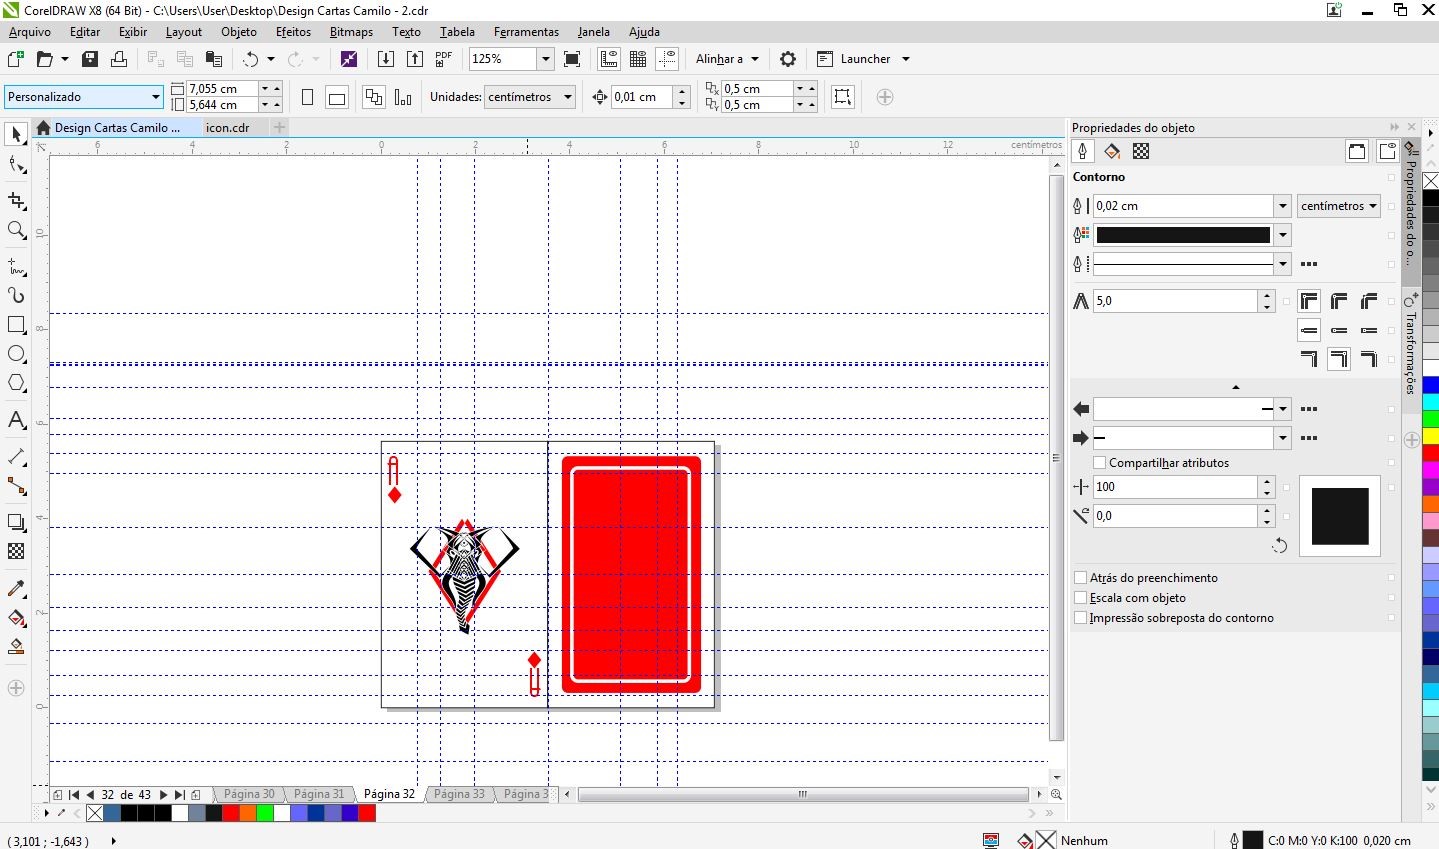 CorelDRAW X8 (64 Bit) - C:\Users\User\Desktop\Design Cartas Camilo - 2.cdr
Arquivo Editar Exibir Layout Objeto Efeitos Bitmaps Texto Tabela Ferramentas Janela Ajuda
PDF 125% Alinhar a Launcher
Personalizado 7,055 cm 5,644 cm Unidades: centímetros 0,01 cm 0,5 cm 0,5 cm
Design Cartas Camilo ... icon.cdr
6 4 2 0 2 4 6 8 10 12 centímetros
10
8
6
4
2
0
A
A
Propriedades do objeto
Contorno
0,02 cm centímetros
5,0
Compartilhar atributos
100
0,0
Atrás do preenchimento
Escala com objeto
Impressão sobreposta do contorno
Propriedades do o...
Transformações
32 de 43 Página 30 Página 31 Página 32 Página 33 Página 3
( 3,101 ; -1,643 ) Nenhum C:0 M:0 Y:0 K:100 0,020 cm